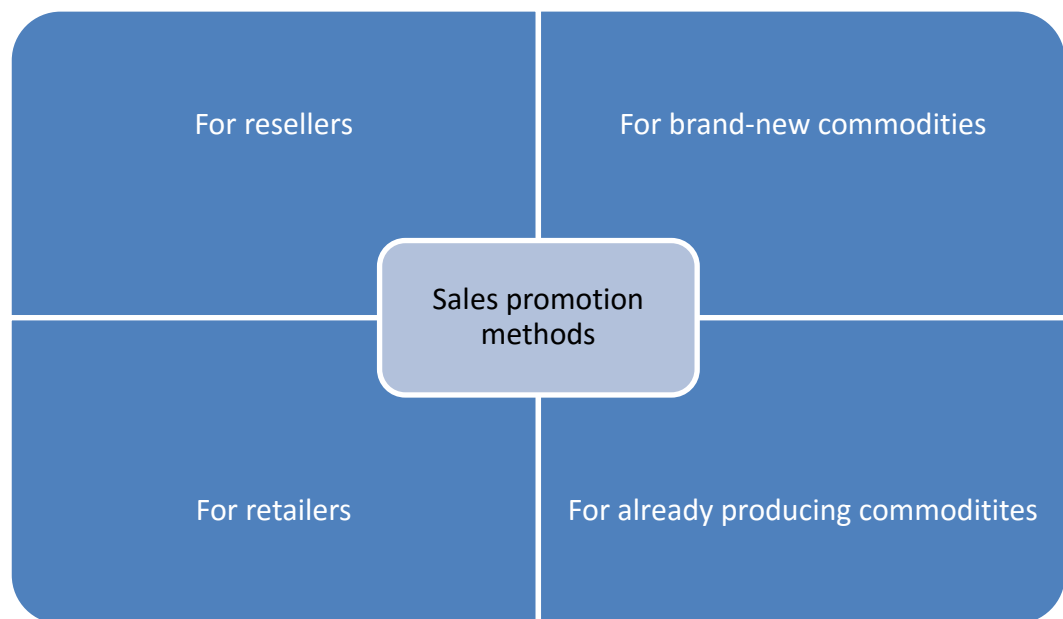 For resellers
For brand-new commodities
Sales promotion
methods
For retailers
For already producing commoditites